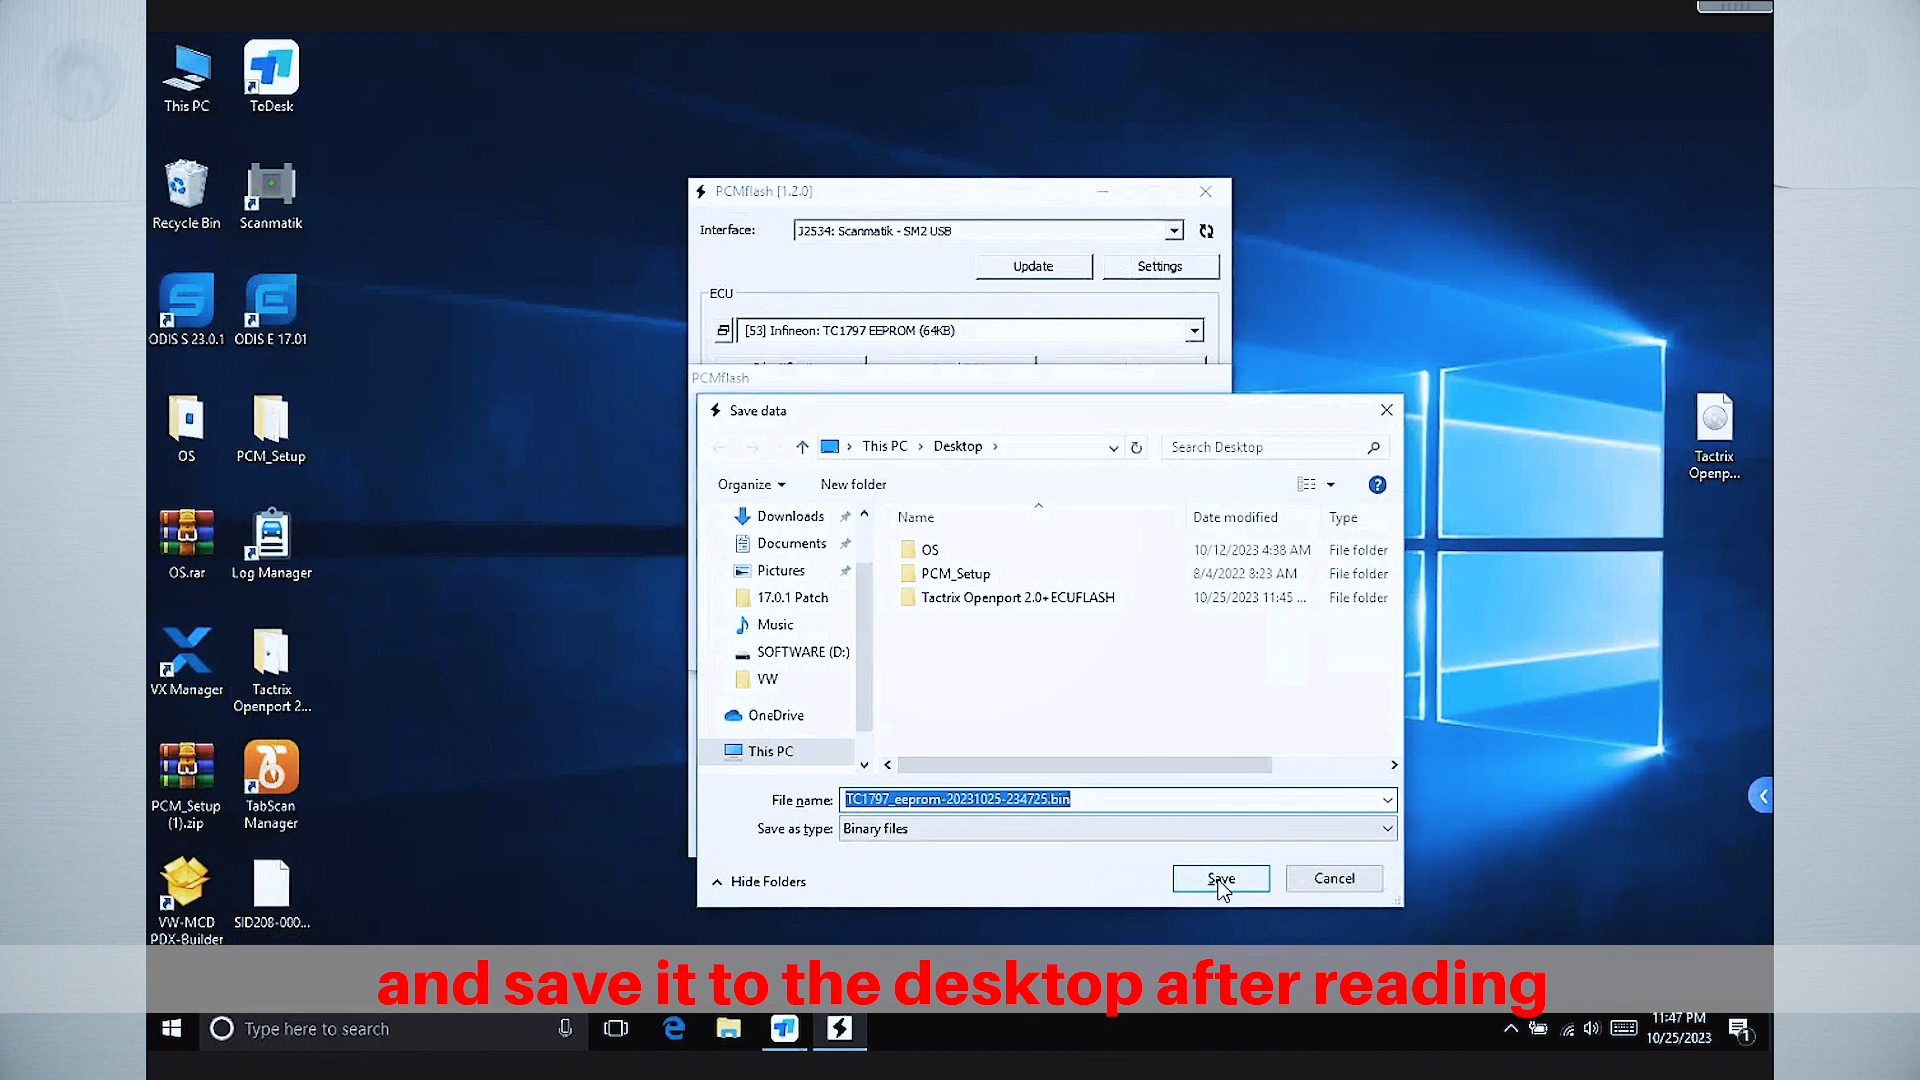 This PC
ToDesk
Recycle Bin
Scanmatik
ODIS S 23.0.1
ODIS E 17.01
OS
PCM_Setup
OS.rar
Log Manager
VX Manager
Tactrix
Openport 2...
PCM_Setup
(1).zip
TabScan
Manager
VW-MCD
PDX-Builder
SID208-000...
Tactrix
Openp...
PCMflash [1.2.0]
Interface:
J2534: Scanmatik - SM2 USB
Update
Settings
ECU
[53] Infineon: TC1797 EEPROM (64KB)
PCMflash
Save data
This PC
Desktop
Search Desktop
Organize
New folder
Downloads
Documents
Pictures
17.0.1 Patch
Music
SOFTWARE (D:)
VW
OneDrive
This PC
Name
Date modified
Type
OS
10/12/2023 4:38 AM
File folder
PCM_Setup
8/4/2022 8:23 AM
File folder
Tactrix Openport 2.0+ECUFLASH
10/25/2023 11:45 ...
File folder
File name:
TC1797_eeprom-20231025-234725.bin
Save as type:
Binary files
Hide Folders
Save
Cancel
and save it to the desktop after reading
Type here to search
11:47 PM
10/25/2023
1